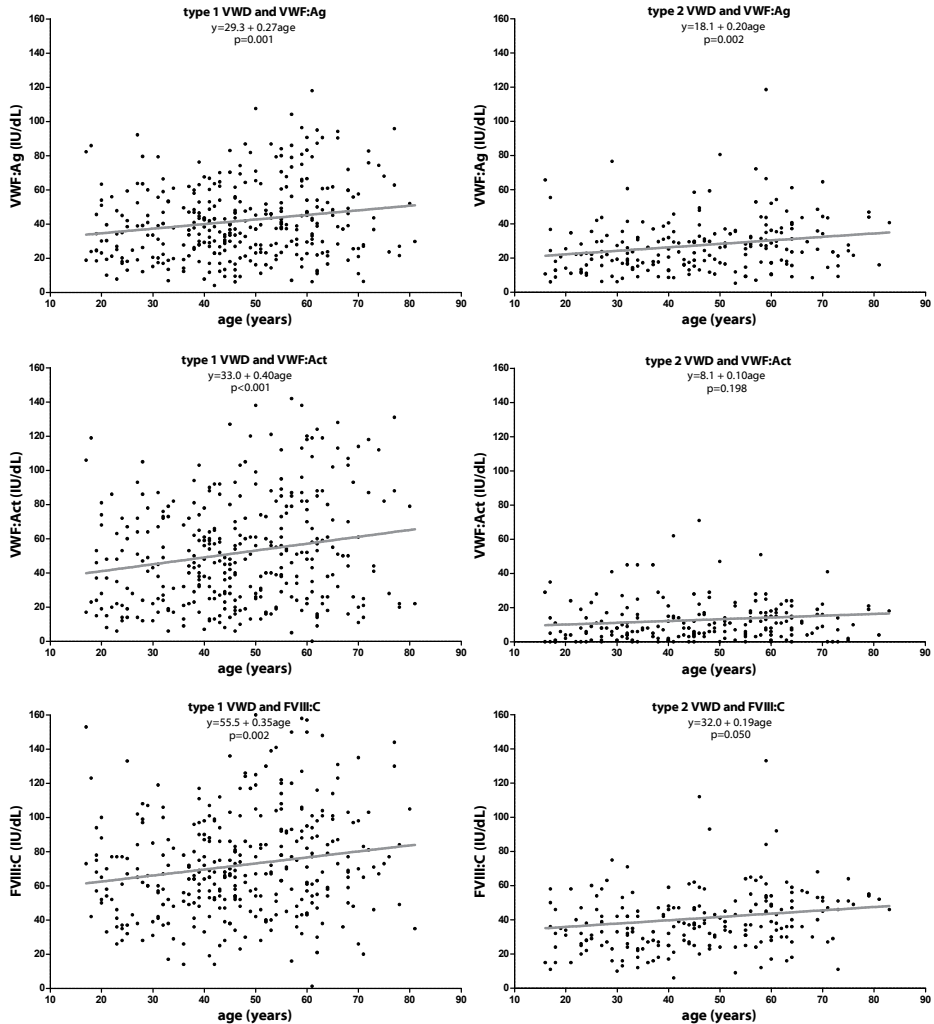 type 1 VWD and VWF:Ag
y=29.3 + 0.27age
p=0.001
VWF:Ag (IU/dL)
160
140
120
100
80
60
40
20
0
10 20 30 40 50 60 70 80 90
age (years)
type 2 VWD and VWF:Ag
y=18.1 + 0.20age
p=0.002
VWF:Ag (IU/dL)
160
140
120
100
80
60
40
20
0
10 20 30 40 50 60 70 80 90
age (years)
type 1 VWD and VWF:Act
y=33.0 + 0.40age
p<0.001
VWF:Act (IU/dL)
160
140
120
100
80
60
40
20
0
10 20 30 40 50 60 70 80 90
age (years)
type 2 VWD and VWF:Act
y=8.1 + 0.10age
p=0.198
VWF:Act (IU/dL)
160
140
120
100
80
60
40
20
0
10 20 30 40 50 60 70 80 90
age (years)
type 1 VWD and FVIII:C
y=55.5 + 0.35age
p=0.002
FVIII:C (IU/dL)
160
140
120
100
80
60
40
20
0
10 20 30 40 50 60 70 80 90
age (years)
type 2 VWD and FVIII:C
y=32.0 + 0.19age
p=0.050
FVIII:C (IU/dL)
160
140
120
100
80
60
40
20
0
10 20 30 40 50 60 70 80 90
age (years)